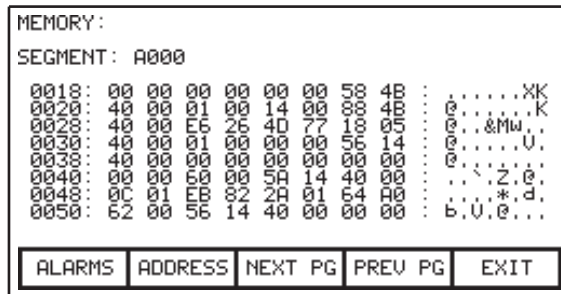 MEMORY:
SEGMENT: A000
0018: 00 00 00 00 00 00 58 4B : ......XK
0020: 40 00 01 00 14 00 88 4B : @......K
0028: 40 00 E6 26 4D 77 18 05 : @..&Mw..
0030: 40 00 01 00 00 00 56 14 : @.....V.
0038: 40 00 00 00 00 00 00 00 : @.......
0040: 00 00 60 00 5A 14 40 00 : ..`.Z.@.
0048: 0C 01 EB 82 2A 01 64 A0 : ....*.d.
0050: 62 00 56 14 40 00 00 00 : b.V.@...
ALARMS ADDRESS NEXT PG PREV PG EXIT